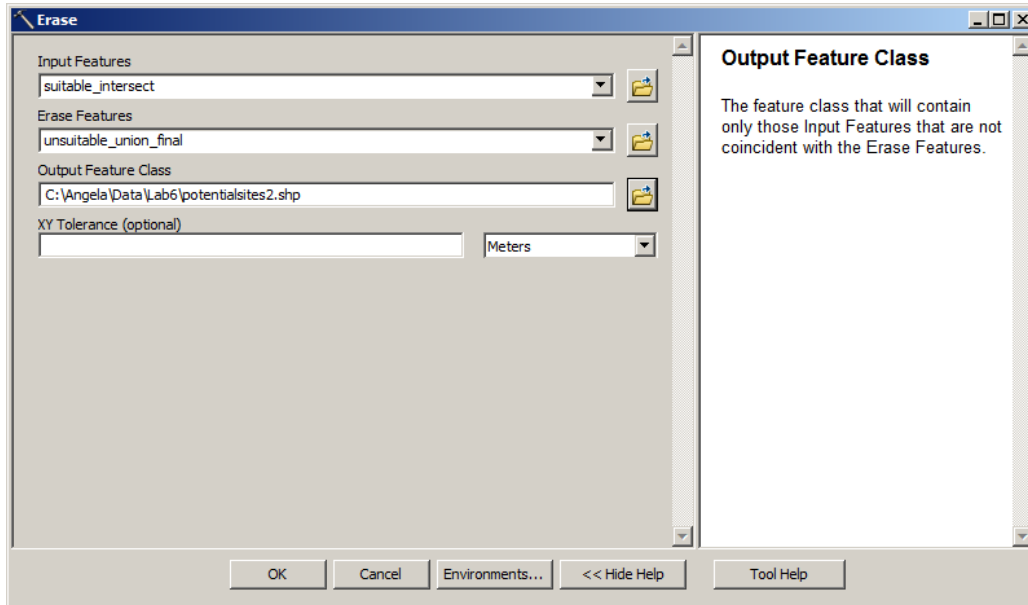 Erase
Input Features
suitable_intersect
Erase Features
unsuitable_union_final
Output Feature Class
C:\Angela\Data\Lab6\potentialsites2.shp
XY Tolerance (optional)
Meters
Output Feature Class
The feature class that will contain
only those Input Features that are not
coincident with the Erase Features.
OK
Cancel
Environments...
<< Hide Help
Tool Help